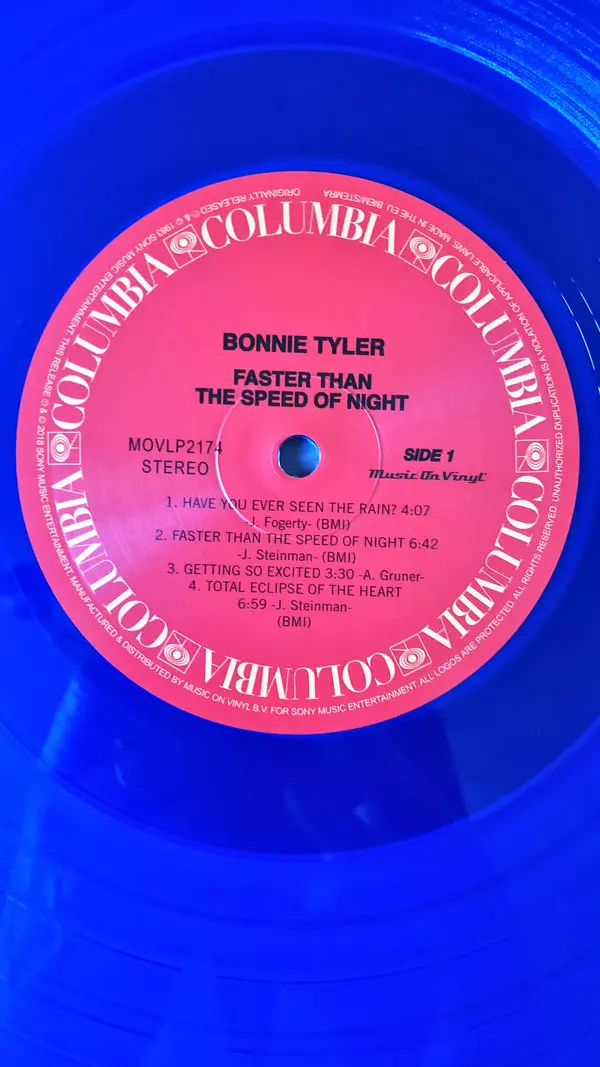 BONNIE TYLER
FASTER THAN
THE SPEED OF NIGHT
MOVLP2174
STEREO
SIDE 1
Music On Vinyl
1. HAVE YOU EVER SEEN THE RAIN? 4:07
-J. Fogerty- (BMI)
2. FASTER THAN THE SPEED OF NIGHT 6:42
-J. Steinman- (BMI)
3. GETTING SO EXCITED 3:30 -A. Gruner-
4. TOTAL ECLIPSE OF THE HEART
6:59 -J. Steinman-
(BMI)
COLUMBIA COLUMBIA COLUMBIA COLUMBIA COLUMBIA COLUMBIA COLUMBIA
ORIGINALLY RELEASED ℗ & © 1983 SONY MUSIC ENTERTAINMENT. THIS RELEASE ℗ & © 2018 SONY MUSIC ENTERTAINMENT. MANUFACTURED & DISTRIBUTED BY MUSIC ON VINYL B.V. FOR SONY MUSIC ENTERTAINMENT. ALL LOGOS ARE PROTECTED. ALL RIGHTS RESERVED. UNAUTHORIZED DUPLICATION IS A VIOLATION OF APPLICABLE LAWS. MADE IN THE EU BIEM/STEMRA